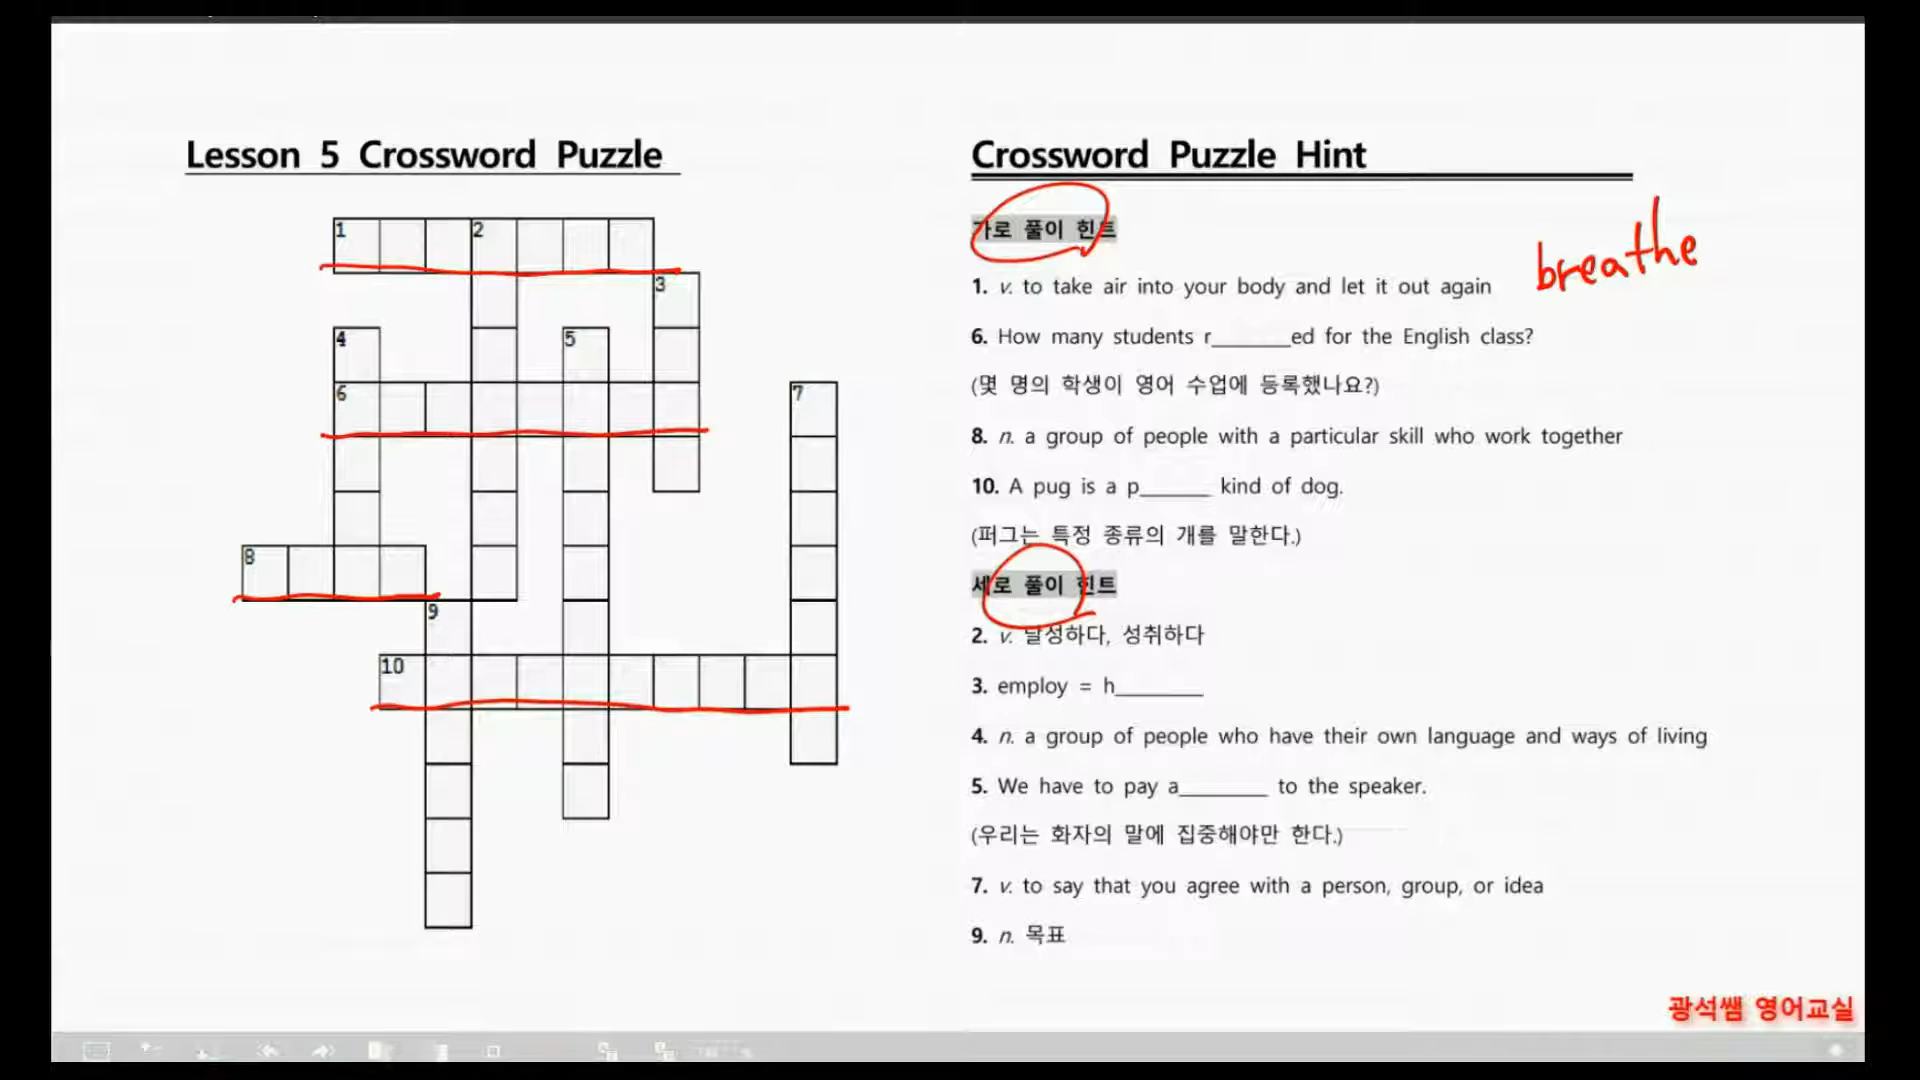 Lesson 5 Crossword Puzzle
1 2
3
4 5
6 7
8
9
10
Crossword Puzzle Hint
가로 풀이 힌트
breathe
1. v. to take air into your body and let it out again
6. How many students r_______ed for the English class?
(몇 명의 학생이 영어 수업에 등록했나요?)
8. n. a group of people with a particular skill who work together
10. A pug is a p______ kind of dog.
(퍼그는 특정 종류의 개를 말한다.)
세로 풀이 힌트
2. v. 달성하다, 성취하다
3. employ = h________
4. n. a group of people who have their own language and ways of living
5. We have to pay a________ to the speaker.
(우리는 화자의 말에 집중해야만 한다.)
7. v. to say that you agree with a person, group, or idea
9. n. 목표
광석쌤 영어교실